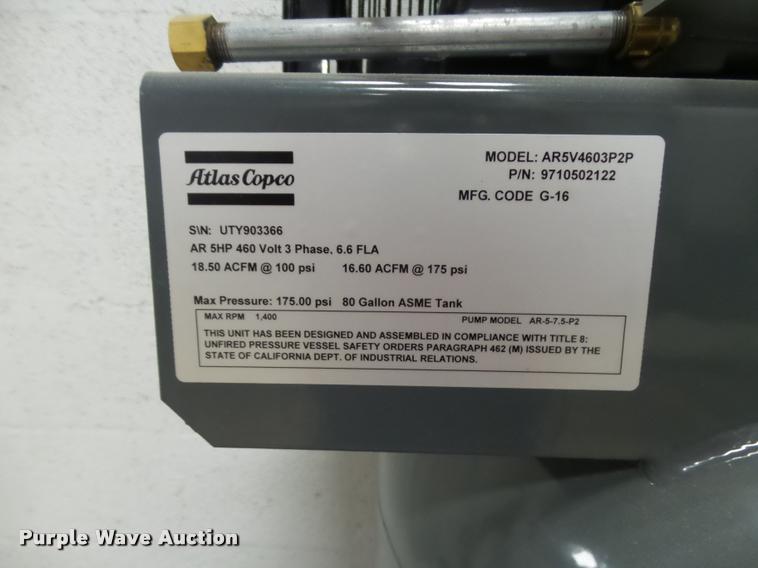 Atlas Copco
MODEL: AR5V4603P2P
P/N: 9710502122
MFG. CODE G-16
S\N: UTY903366
AR 5HP 460 Volt 3 Phase, 6.6 FLA
18.50 ACFM @ 100 psi 16.60 ACFM @ 175 psi
Max Pressure: 175.00 psi 80 Gallon ASME Tank
MAX RPM 1,400 PUMP MODEL AR-5-7.5-P2
THIS UNIT HAS BEEN DESIGNED AND ASSEMBLED IN COMPLIANCE WITH TITLE 8:
UNFIRED PRESSURE VESSEL SAFETY ORDERS PARAGRAPH 462 (M) ISSUED BY THE
STATE OF CALIFORNIA DEPT. OF INDUSTRIAL RELATIONS.
Purple Wave Auction